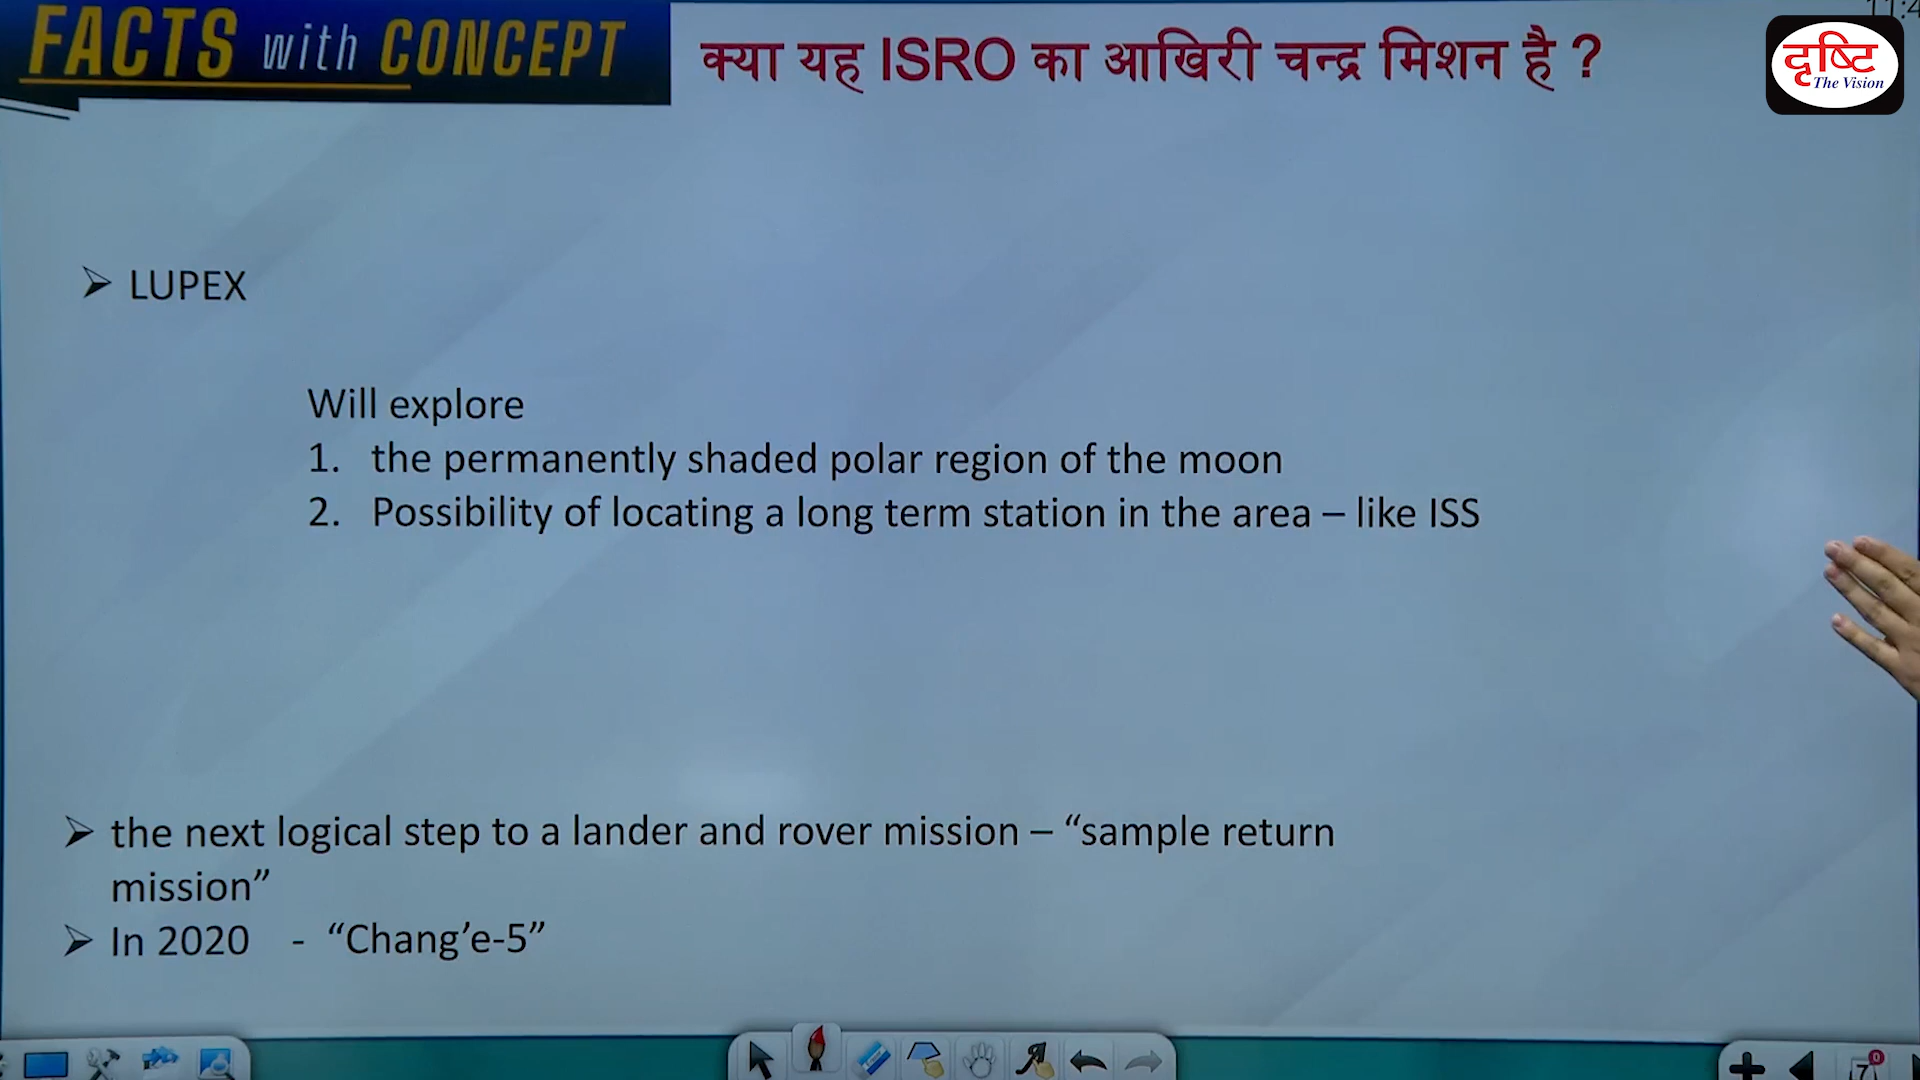 FACTS with CONCEPT
क्या यह ISRO का आखिरी चन्द्र मिशन है ?
दृष्टि
The Vision
➢ LUPEX
Will explore
1. the permanently shaded polar region of the moon
2. Possibility of locating a long term station in the area – like ISS
➢ the next logical step to a lander and rover mission – “sample return
mission”
➢ In 2020 - “Chang’e-5”
7
0